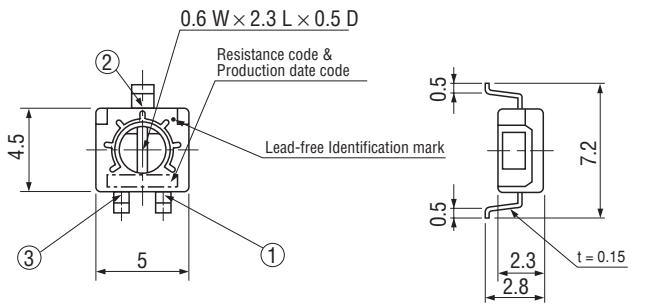 0.6 W × 2.3 L × 0.5 D
Resistance code &
Production date code
②
Lead-free Identification mark
4.5
③
①
5
0.5
7.2
0.5
t = 0.15
2.3
2.8